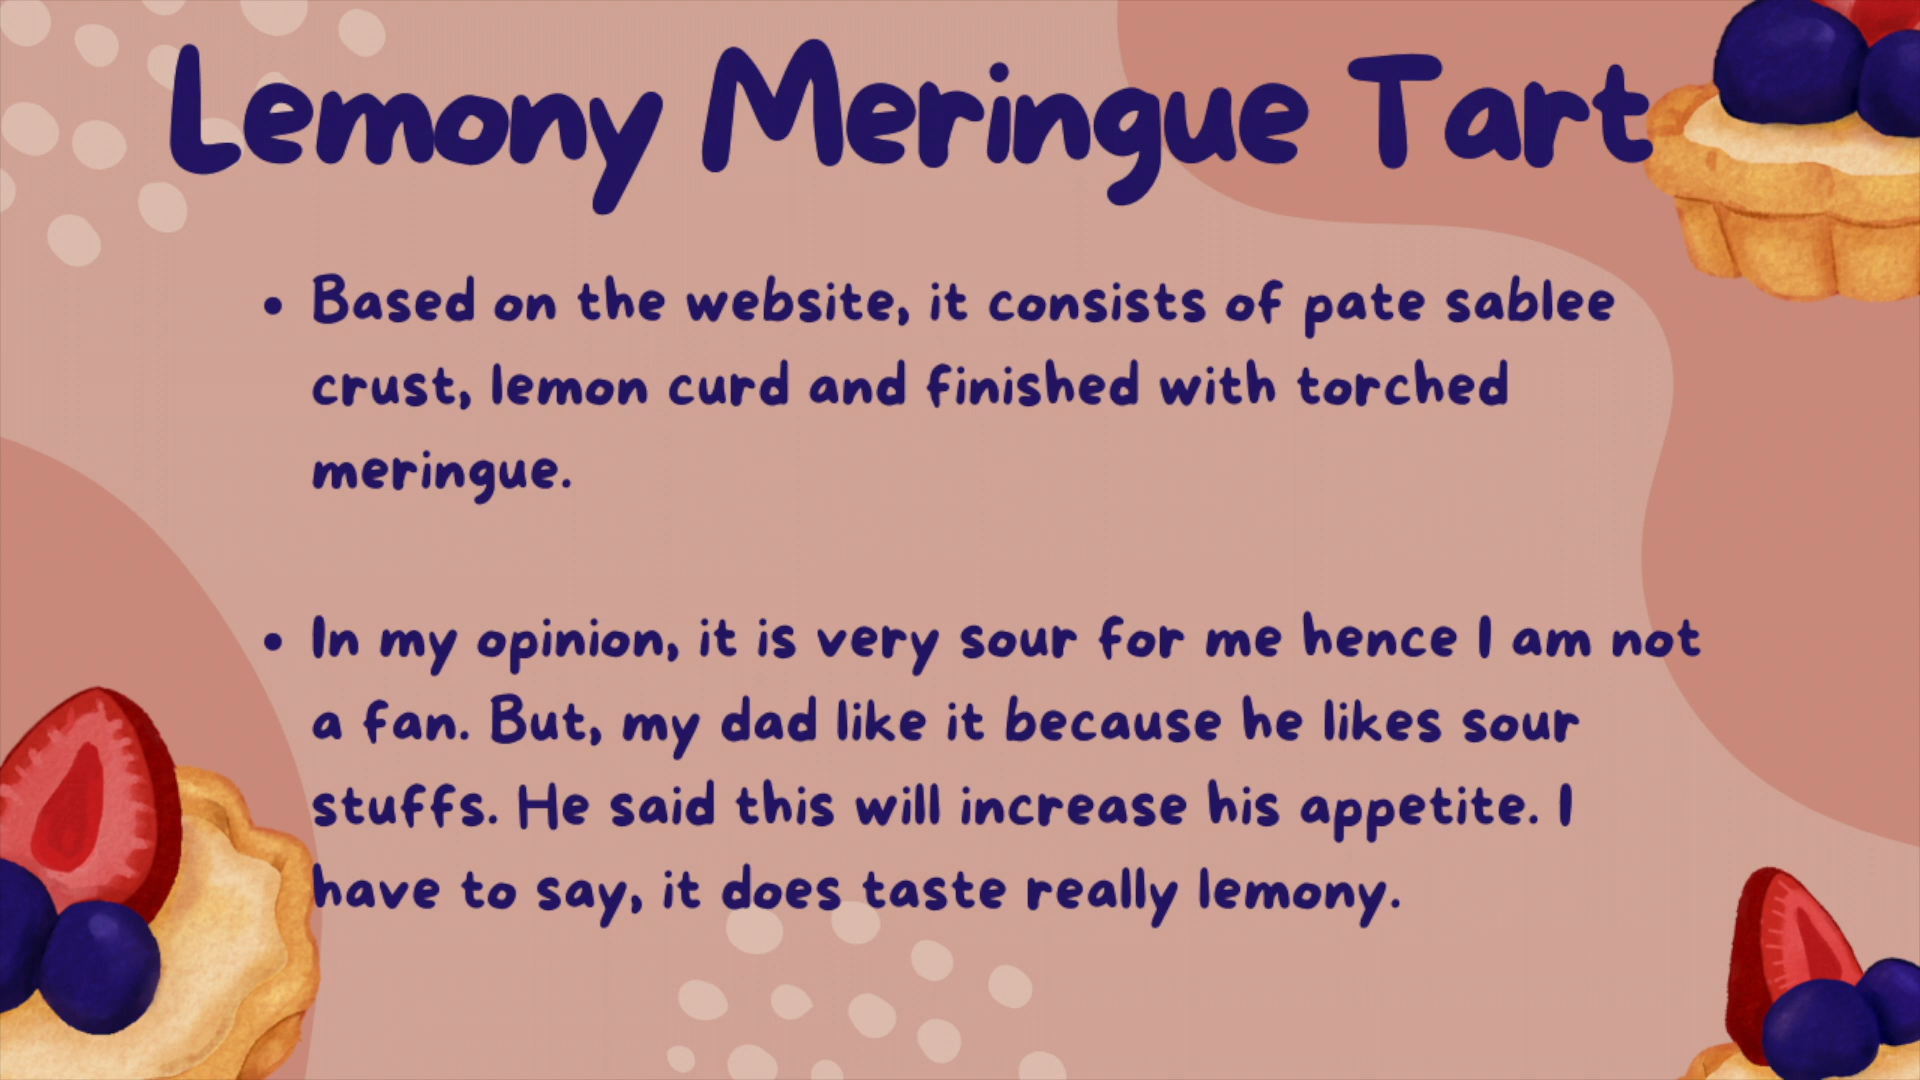 Lemony Meringue Tart
• Based on the website, it consists of pate sablee
crust, lemon curd and finished with torched
meringue.
• In my opinion, it is very sour for me hence I am not
a fan. But, my dad like it because he likes sour
stuffs. He said this will increase his appetite. I
have to say, it does taste really lemony.